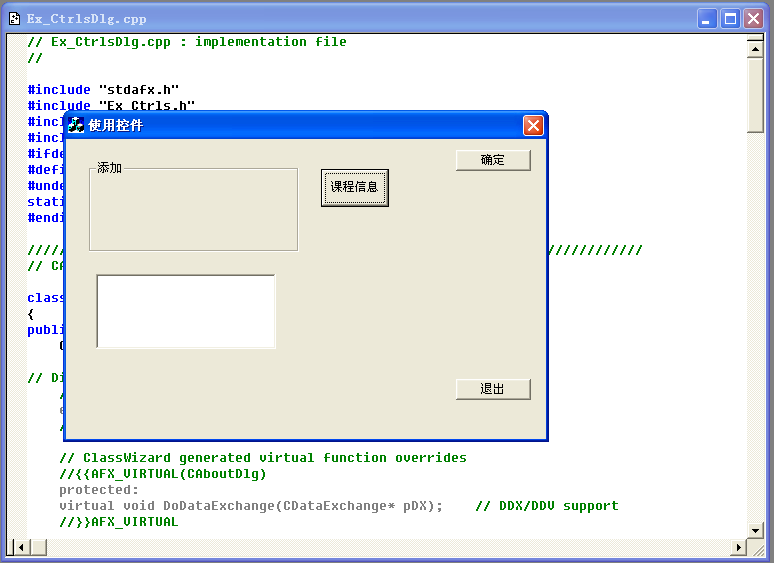 Ex_CtrlsDlg.cpp
// Ex_CtrlsDlg.cpp : implementation file
//
#include "stdafx.h"
#include "Ex_Ctrls.h"
#incl
#incl
#ifde
#defi
#unde
stati
#endi
使用控件
确定
添加
课程信息
退出
///// ////////////
// CA
class
{
publi
// Di
// ClassWizard generated virtual function overrides
//{{AFX_VIRTUAL(CAboutDlg)
protected:
virtual void DoDataExchange(CDataExchange* pDX);    // DDX/DDV support
//}}AFX_VIRTUAL